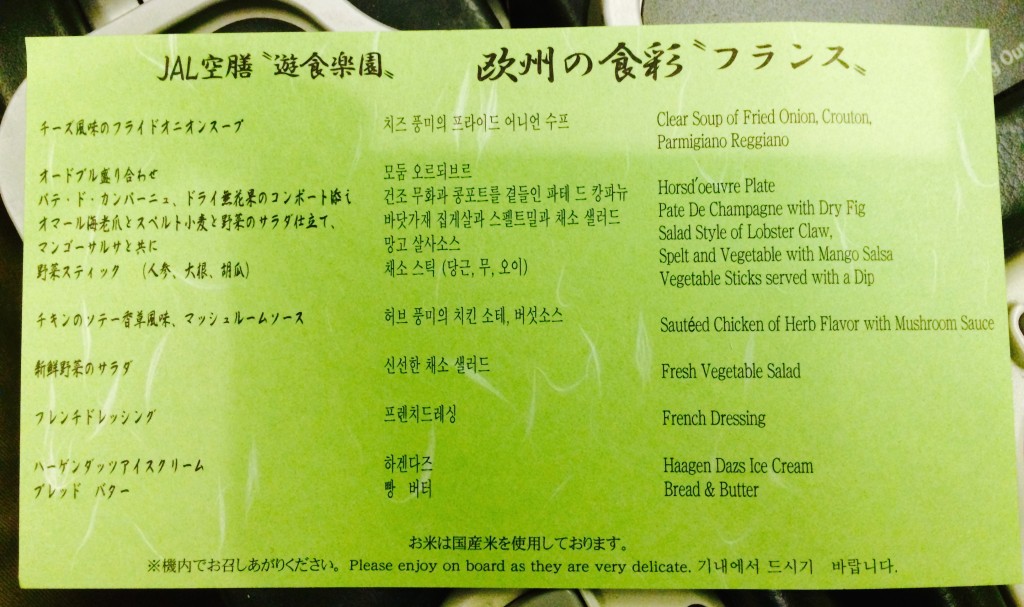 JAL空膳〝遊食楽園〟 欧州の食彩〝フランス〟
チーズ風味のフライドオニオンスープ
オードブル盛り合わせ
パテ・ド・カンパーニュ、ドライ無花果のコンポート添え
オマール海老爪とスペルト小麦と野菜のサラダ仕立て、
マンゴーサルサと共に
野菜スティック (人参、大根、胡瓜)
チキンのソテー香草風味、マッシュルームソース
新鮮野菜のサラダ
フレンチドレッシング
ハーゲンダッツアイスクリーム
ブレッド バター
치즈 풍미의 프라이드 어니언 수프
모둠 오르되브르
건조 무화과 콩포트를 곁들인 파테 드 캉파뉴
바닷가재 집게살과 스펠트밀과 채소 샐러드
망고 살사소스
채소 스틱 (당근, 무, 오이)
허브 풍미의 치킨 소테, 버섯소스
신선한 채소 샐러드
프랜치드레싱
하겐다즈
빵 버터
Clear Soup of Fried Onion, Crouton,
Parmigiano Reggiano
Horsd'oeuvre Plate
Pate De Champagne with Dry Fig
Salad Style of Lobster Claw,
Spelt and Vegetable with Mango Salsa
Vegetable Sticks served with a Dip
Sautéed Chicken of Herb Flavor with Mushroom Sauce
Fresh Vegetable Salad
French Dressing
Haagen Dazs Ice Cream
Bread & Butter
お米は国産米を使用しております。
※機内でお召しあがりください。Please enjoy on board as they are very delicate. 기내에서 드시기 바랍니다.